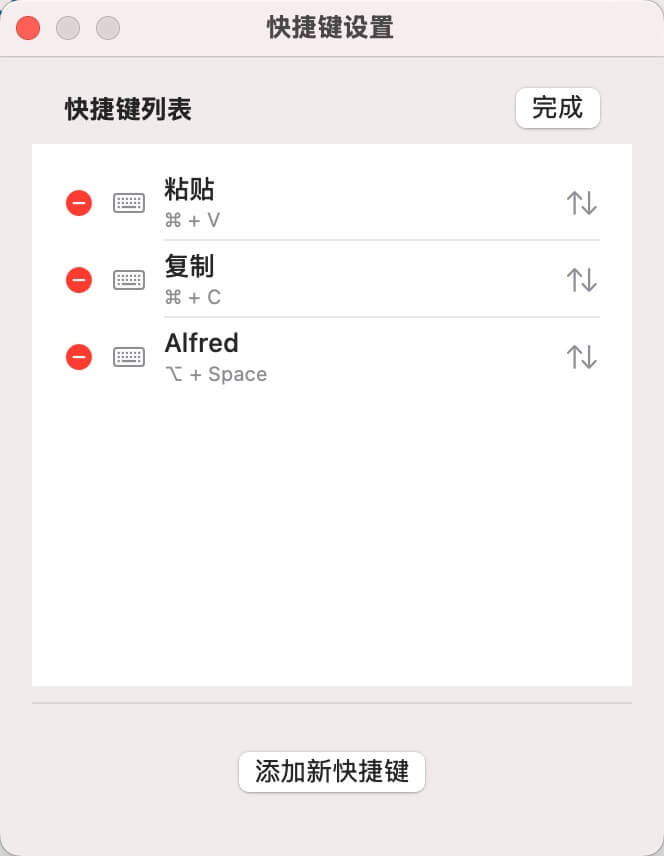 快捷键设置
快捷键列表
完成
粘贴
⌘ + V
复制
⌘ + C
Alfred
⌥ + Space
添加新快捷键